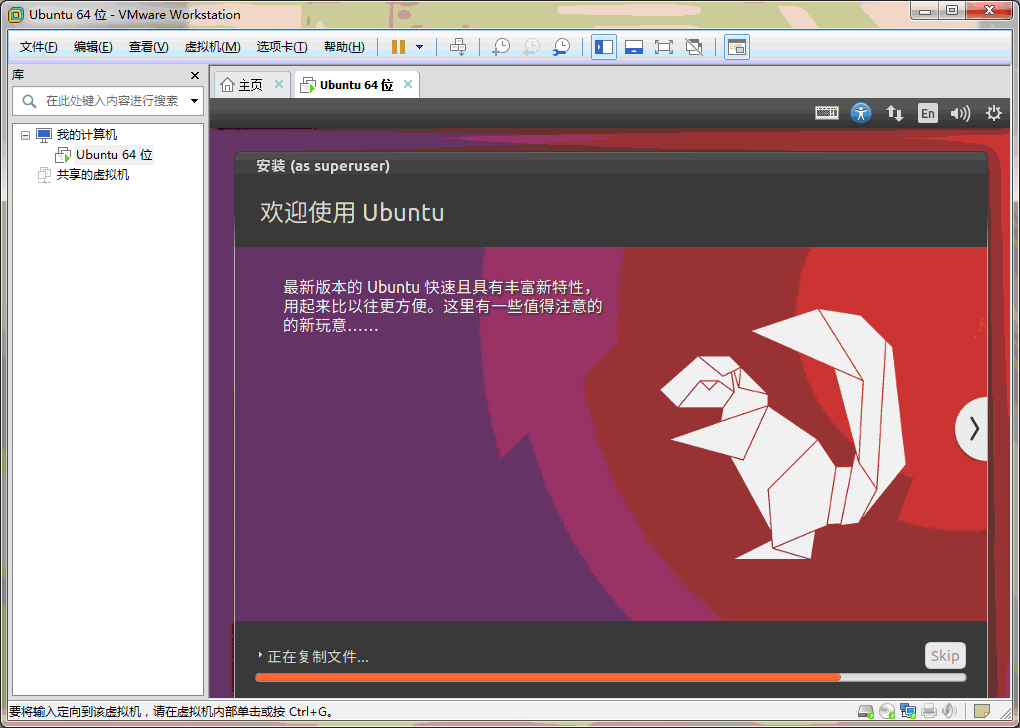 Ubuntu 64 位 - VMware Workstation
文件(F) 编辑(E) 查看(V) 虚拟机(M) 选项卡(T) 帮助(H)
库
在此处键入内容进行搜索
我的计算机
Ubuntu 64 位
共享的虚拟机
主页 Ubuntu 64 位
En
安装 (as superuser)
欢迎使用 Ubuntu
最新版本的 Ubuntu 快速且具有丰富新特性，
用起来比以往更方便。这里有一些值得注意的
的新玩意……
正在复制文件...
Skip
要将输入定向到该虚拟机，请在虚拟机内部单击或按 Ctrl+G。